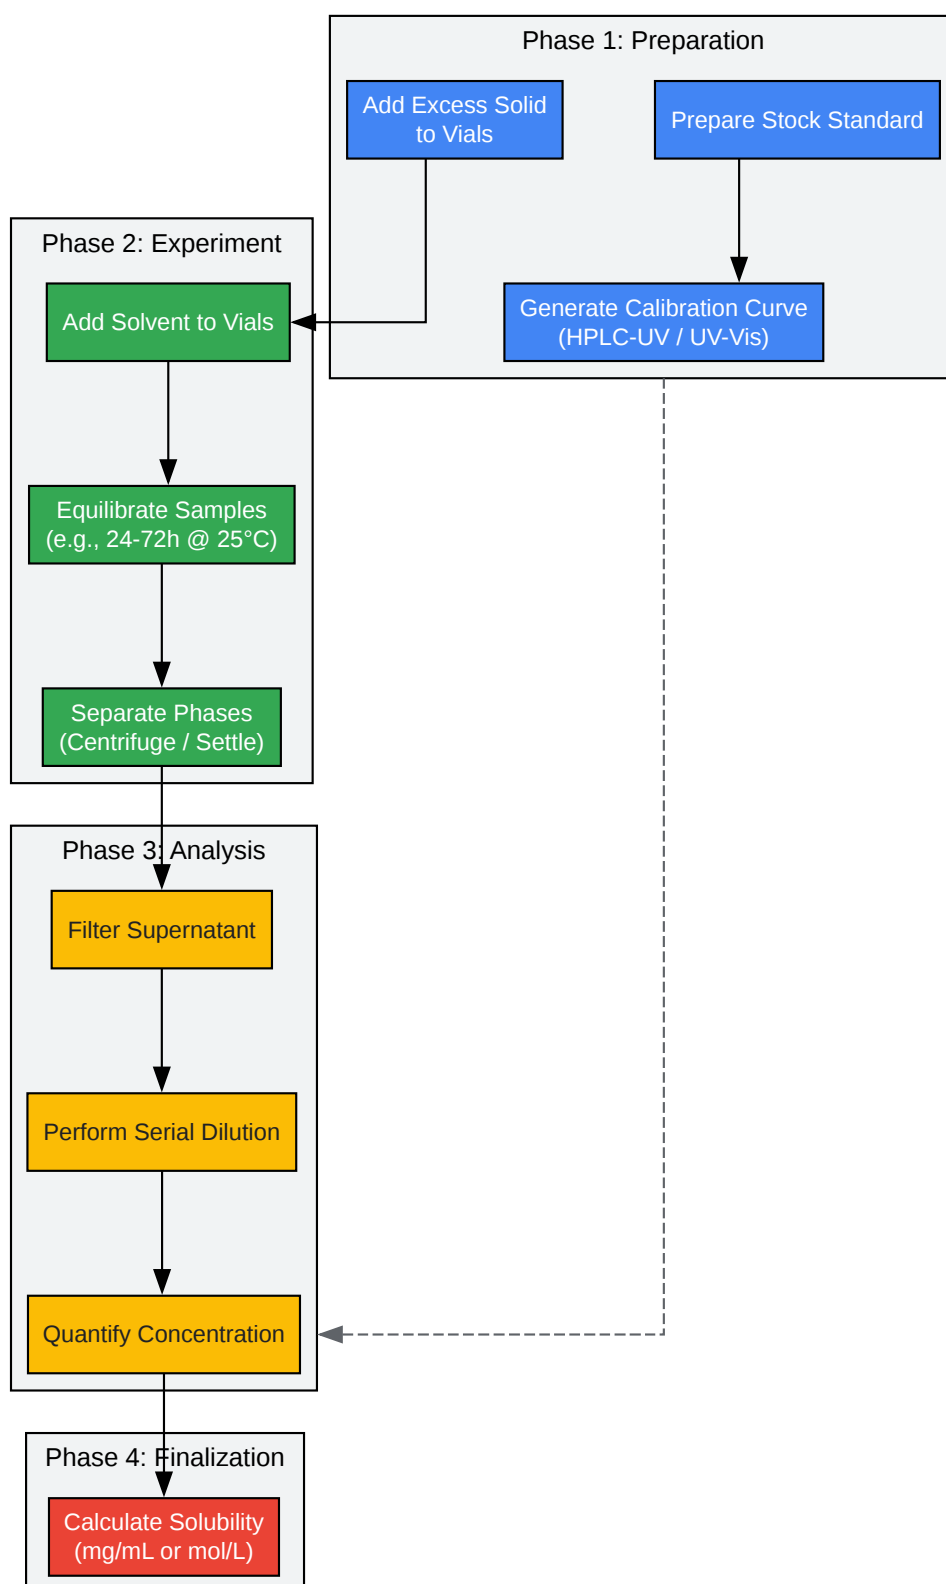 Phase 1: Preparation
Add Excess Solid
to Vials
Prepare Stock Standard
Generate Calibration Curve
(HPLC-UV / UV-Vis)
Phase 2: Experiment
Add Solvent to Vials
Equilibrate Samples
(e.g., 24-72h @ 25°C)
Separate Phases
(Centrifuge / Settle)
Phase 3: Analysis
Filter Supernatant
Perform Serial Dilution
Quantify Concentration
Phase 4: Finalization
Calculate Solubility
(mg/mL or mol/L)